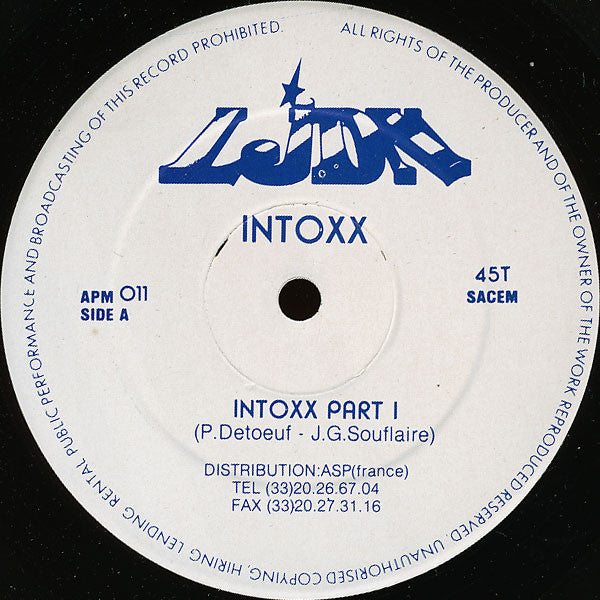 ALL RIGHTS OF THE PRODUCER AND OF THE OWNER OF THE WORK REPRODUCED RESERVED. UNAUTHORISED COPYING, HIRING, LENDING, RENTAL PUBLIC PERFORMANCE AND BROADCASTING OF THIS RECORD PROHIBITED.
INTOXX
APM 011
SIDE A
45T
SACEM
INTOXX PART I
(P.Detoeuf - J.G.Souflaire)
DISTRIBUTION:ASP(france)
TEL (33)20.26.67.04
FAX (33)20.27.31.16